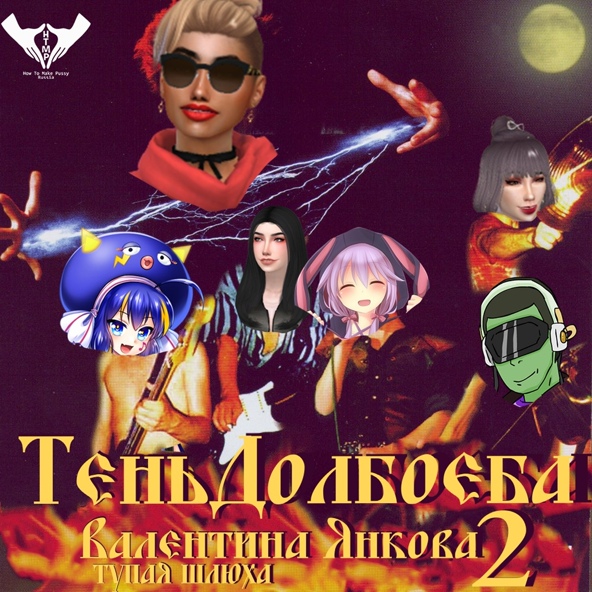 HTMP
How To Make Pussy
Russia
ТеньДолбоеба
Валентина Янкова 2
тупая шлюха